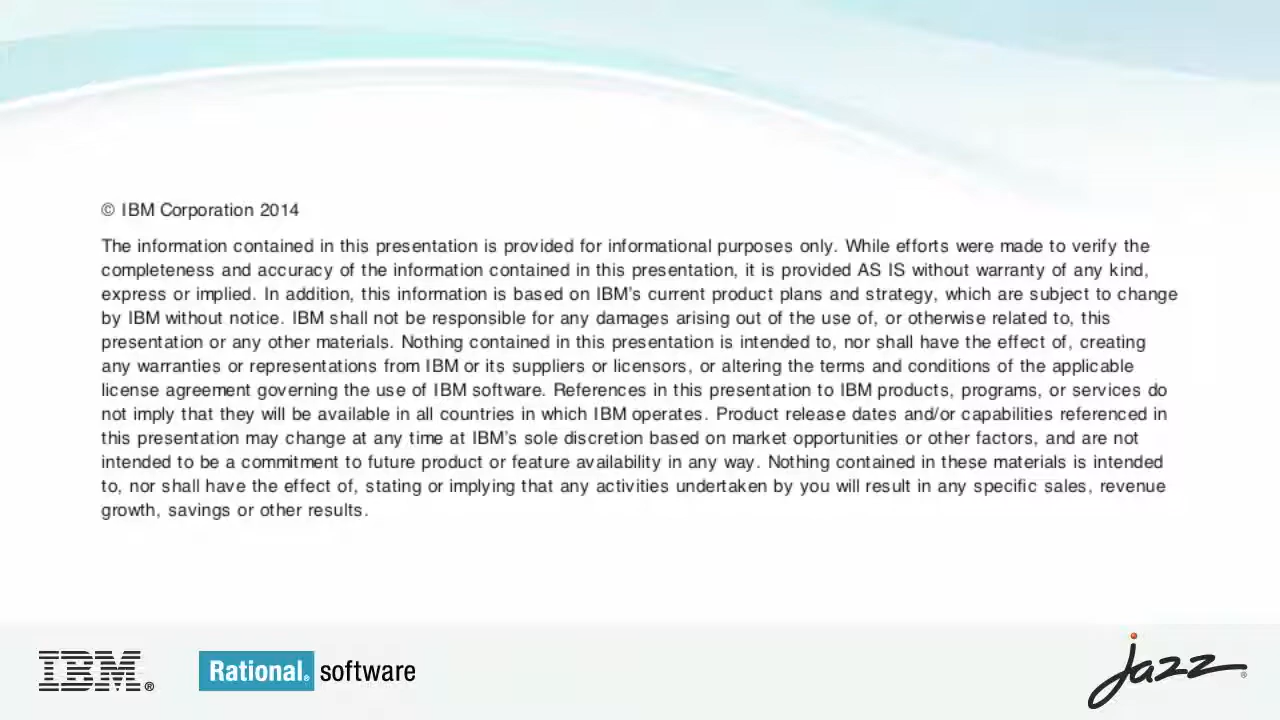 © IBM Corporation 2014
The information contained in this presentation is provided for informational purposes only. While efforts were made to verify the
completeness and accuracy of the information contained in this presentation, it is provided AS IS without warranty of any kind,
express or implied. In addition, this information is based on IBM's current product plans and strategy, which are subject to change
by IBM without notice. IBM shall not be responsible for any damages arising out of the use of, or otherwise related to, this
presentation or any other materials. Nothing contained in this presentation is intended to, nor shall have the effect of, creating
any warranties or representations from IBM or its suppliers or licensors, or altering the terms and conditions of the applicable
license agreement governing the use of IBM software. References in this presentation to IBM products, programs, or services do
not imply that they will be available in all countries in which IBM operates. Product release dates and/or capabilities referenced in
this presentation may change at any time at IBM's sole discretion based on market opportunities or other factors, and are not
intended to be a commitment to future product or feature availability in any way. Nothing contained in these materials is intended
to, nor shall have the effect of, stating or implying that any activities undertaken by you will result in any specific sales, revenue
growth, savings or other results.
IBM® Rational® software jazz®